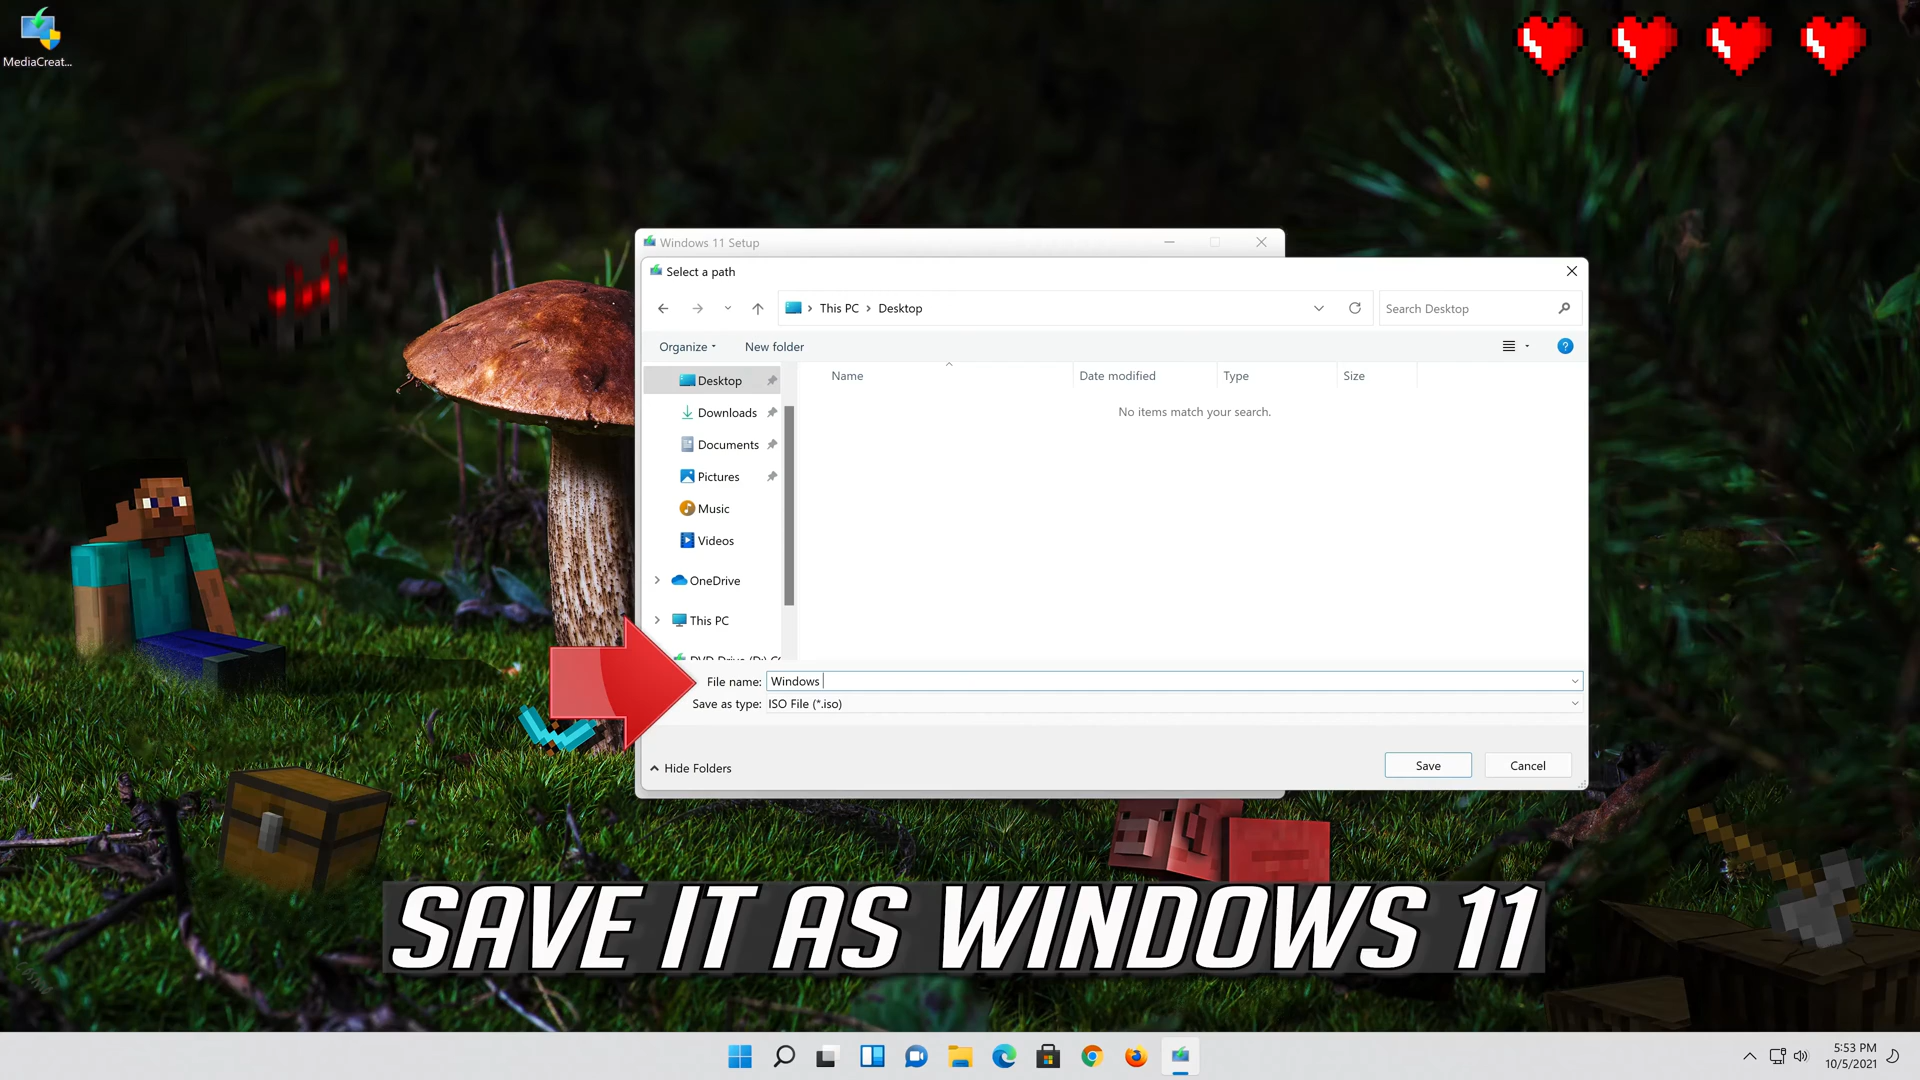 MediaCreat...
Windows 11 Setup
Select a path
This PC > Desktop
Search Desktop
Organize
New folder
Name
Date modified
Type
Size
No items match your search.
Desktop
Downloads
Documents
Pictures
Music
Videos
OneDrive
This PC
File name: Windows
Save as type: ISO File (*.iso)
Hide Folders
Save
Cancel
SAVE IT AS WINDOWS 11
5:53 PM
10/5/2021